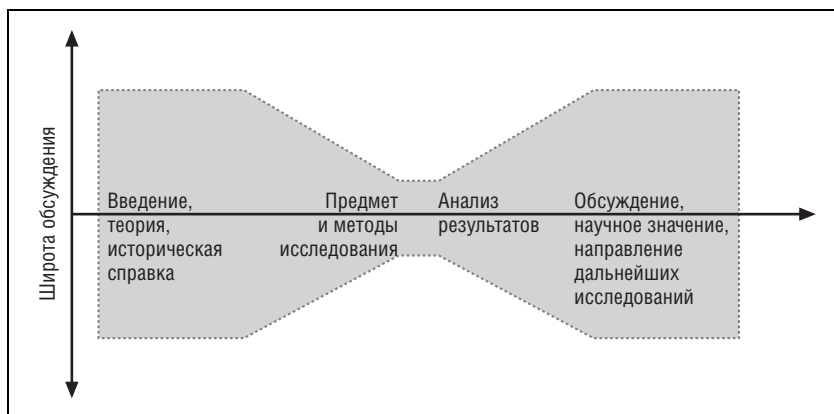 Широта обсуждения
Введение,
теория,
историческая
справка
Предмет
и методы
исследования
Анализ
результатов
Обсуждение,
научное значение,
направление
дальнейших
исследований